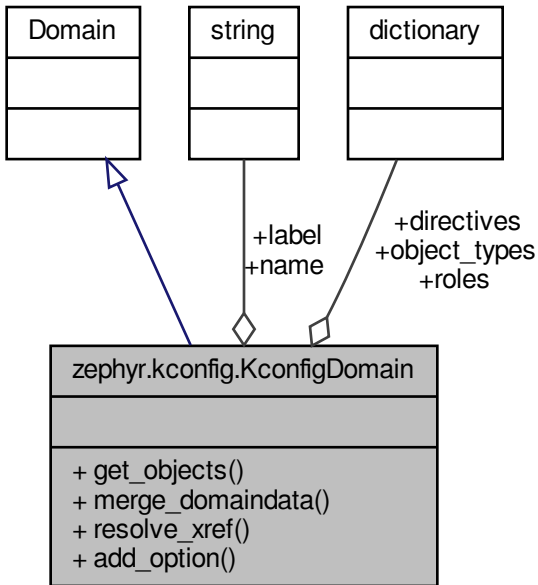 Domain
string
dictionary
+label
+name
+directives
+object_types
+roles
zephyr.kconfig.KconfigDomain
+ get_objects()
+ merge_domaindata()
+ resolve_xref()
+ add_option()